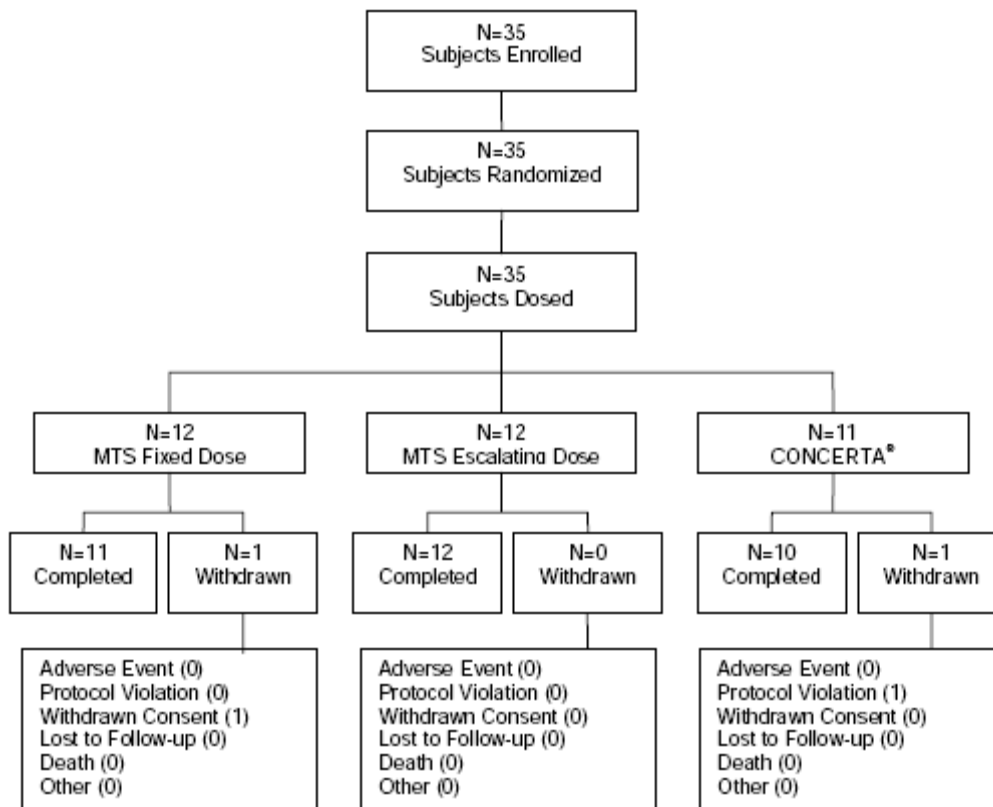 N=35
Subjects Enrolled
N=35
Subjects Randomized
N=35
Subjects Dosed
N=12
MTS Fixed Dose
N=12
MTS Escalating Dose
N=11
CONCERTA®
N=11
Completed
N=1
Withdrawn
N=12
Completed
N=0
Withdrawn
N=10
Completed
N=1
Withdrawn
Adverse Event (0)
Protocol Violation (0)
Withdrawn Consent (1)
Lost to Follow-up (0)
Death (0)
Other (0)
Adverse Event (0)
Protocol Violation (0)
Withdrawn Consent (0)
Lost to Follow-up (0)
Death (0)
Other (0)
Adverse Event (0)
Protocol Violation (1)
Withdrawn Consent (0)
Lost to Follow-up (0)
Death (0)
Other (0)